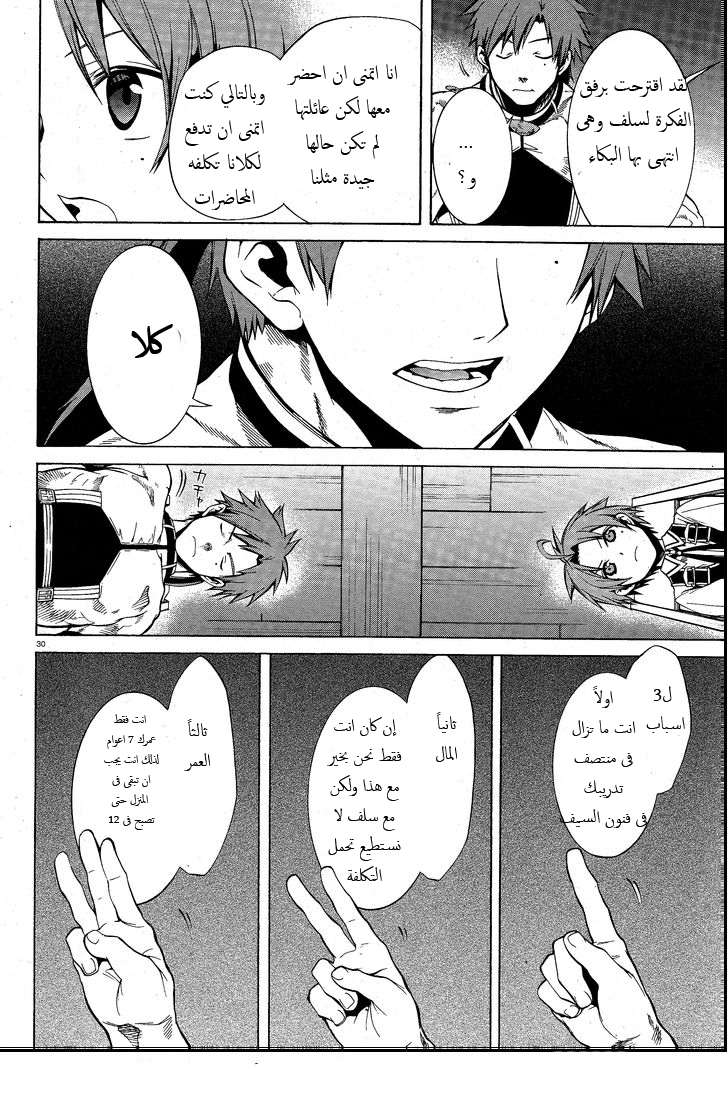 لقد اقترحت برفق
الفكرة لسلف وهى
انتهى بها البكاء
...
و؟
انا اتمنى ان احضر
معها لكن عائلتها
لم تكن حالها
جيدة مثلنا
وبالتالي كنت
اتمنى ان تدفع
لكلانا تكلفه
المحاضرات
كلا
カチャ
30
ل3
اسباب
اولاً
انت ما تزال
فى منتصف
تدريبك
فى فنون السيف
ثانياً
المال
إن كان انت
فقط نحن بخير
مع هذا ولكن
مع سلف لا
نستطيع تحمل
التكلفة
ثالثاً
العمر
انت فقط
عمرك 7 اعوام
لذلك انت يجب
ان تبقى فى
المنزل حتى
تصبح فى 12